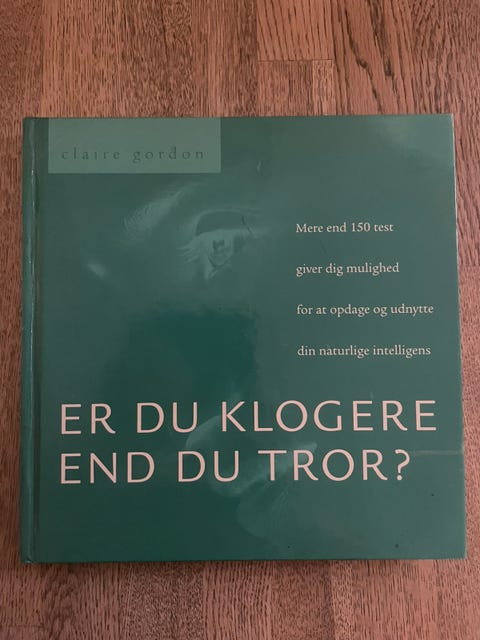 claire gordon
Mere end 150 test
giver dig mulighed
for at opdage og udnytte
din naturlige intelligens
ER DU KLOGERE
END DU TROR?